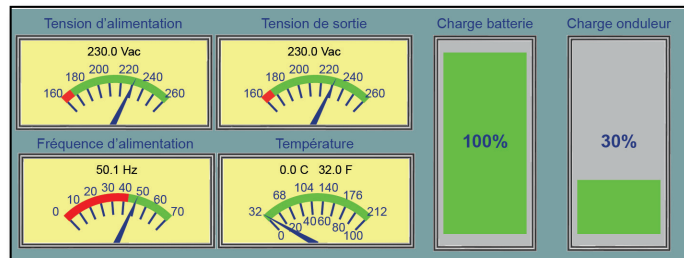 Tension d'alimentation
230.0 Vac
160 180 200 220 240 260
Tension de sortie
230.0 Vac
160 180 200 220 240 260
Charge batterie
100%
Charge onduleur
30%
Fréquence d'alimentation
50.1 Hz
0 10 20 30 40 50 60 70
Température
0.0 C 32.0 F
32 68 104 140 176 212
0 20 40 60 80 100